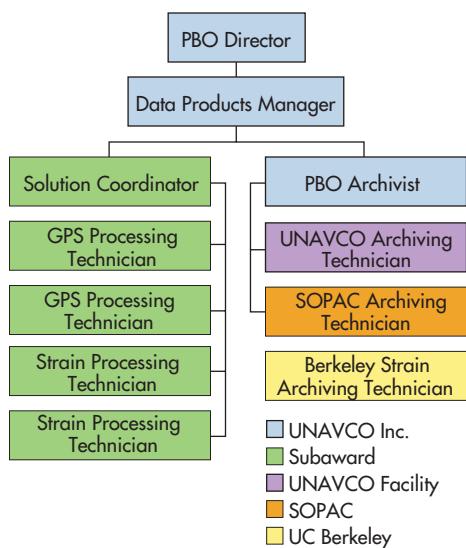 PBO Director
Data Products Manager
Solution Coordinator
GPS Processing
Technician
GPS Processing
Technician
Strain Processing
Technician
Strain Processing
Technician
PBO Archivist
UNAVCO Archiving
Technician
SOPAC Archiving
Technician
Berkeley Strain
Archiving Technician
UNAVCO Inc.
Subaward
UNAVCO Facility
SOPAC
UC Berkeley